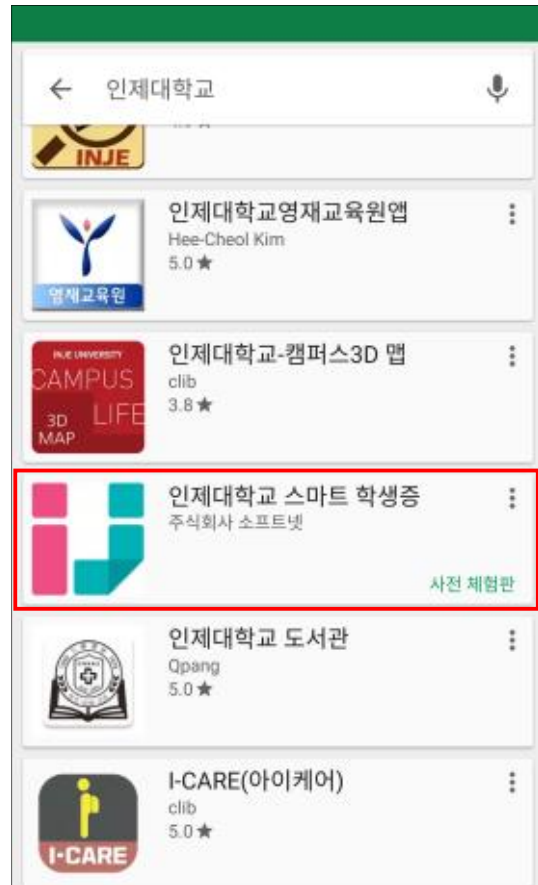 인제대학교
INJE
인제대학교영재교육원앱
Hee-Cheol Kim
5.0 ★
영재교육원
인제대학교-캠퍼스3D 맵
clib
3.8 ★
INJE UNIVERSITY
CAMPUS
LIFE
3D
MAP
인제대학교 스마트 학생증
주식회사 소프트넷
사전 체험판
인제대학교 도서관
Qpang
5.0 ★
I-CARE(아이케어)
clib
5.0 ★
I-CARE